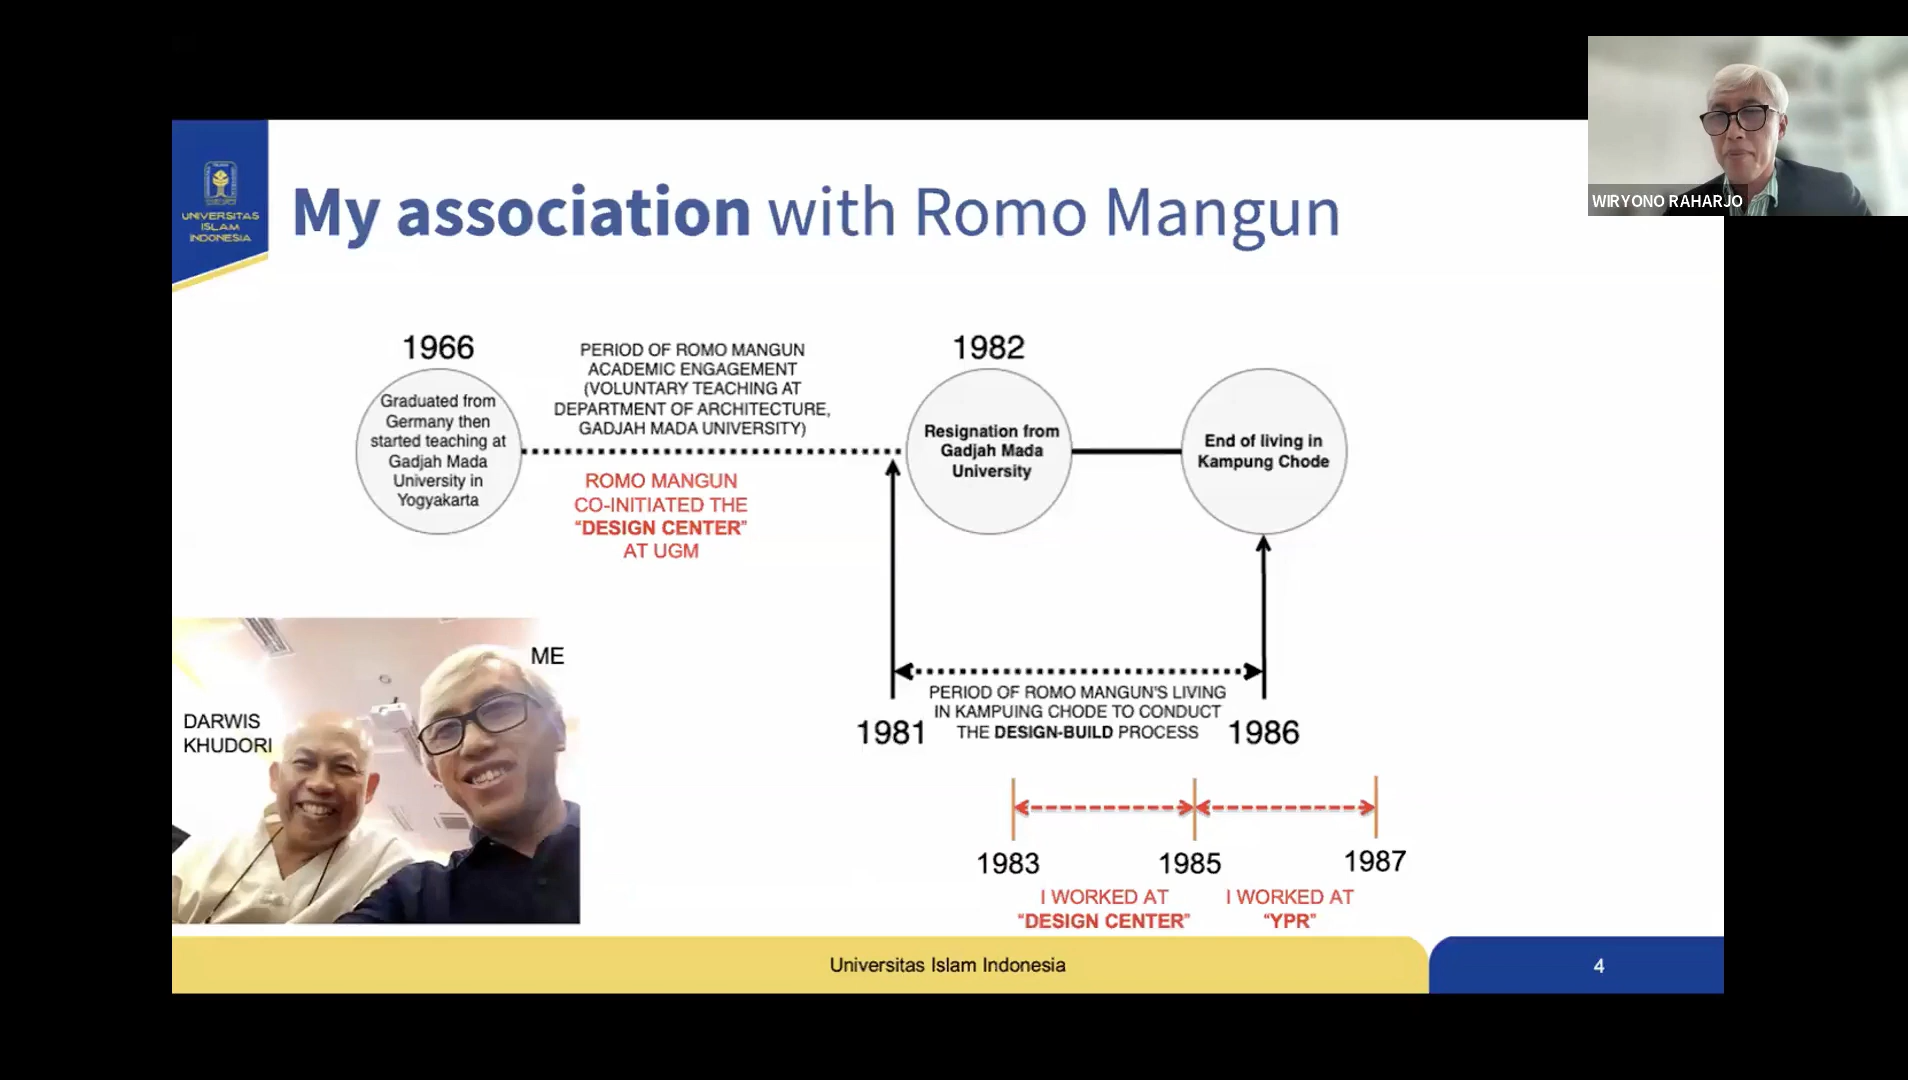 WIRYONO RAHARJO
UNIVERSITAS
ISLAM
INDONESIA
My association with Romo Mangun
1966
Graduated from
Germany then
started teaching at
Gadjah Mada
University in
Yogyakarta
PERIOD OF ROMO MANGUN
ACADEMIC ENGAGEMENT
(VOLUNTARY TEACHING AT
DEPARTMENT OF ARCHITECTURE,
GADJAH MADA UNIVERSITY)
ROMO MANGUN
CO-INITIATED THE
“DESIGN CENTER”
AT UGM
1982
Resignation from
Gadjah Mada
University
End of living in
Kampung Chode
1981
PERIOD OF ROMO MANGUN'S LIVING
IN KAMPUING CHODE TO CONDUCT
THE DESIGN-BUILD PROCESS
1986
DARWIS
KHUDORI
ME
1983
1985
1987
I WORKED AT
“DESIGN CENTER”
I WORKED AT
“YPR”
Universitas Islam Indonesia
4